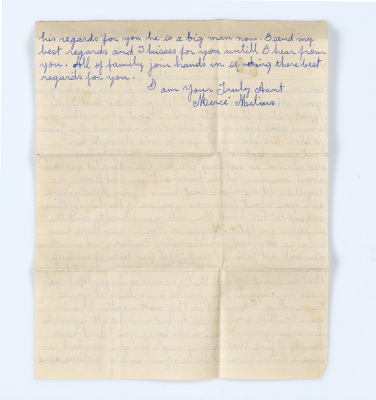 his regards for you he is a big man now. I send my
best regards and 3 kisses for you untill I hear from
you. All of family join hands in sending there best
regards for you.
I am Your Truly Aunt